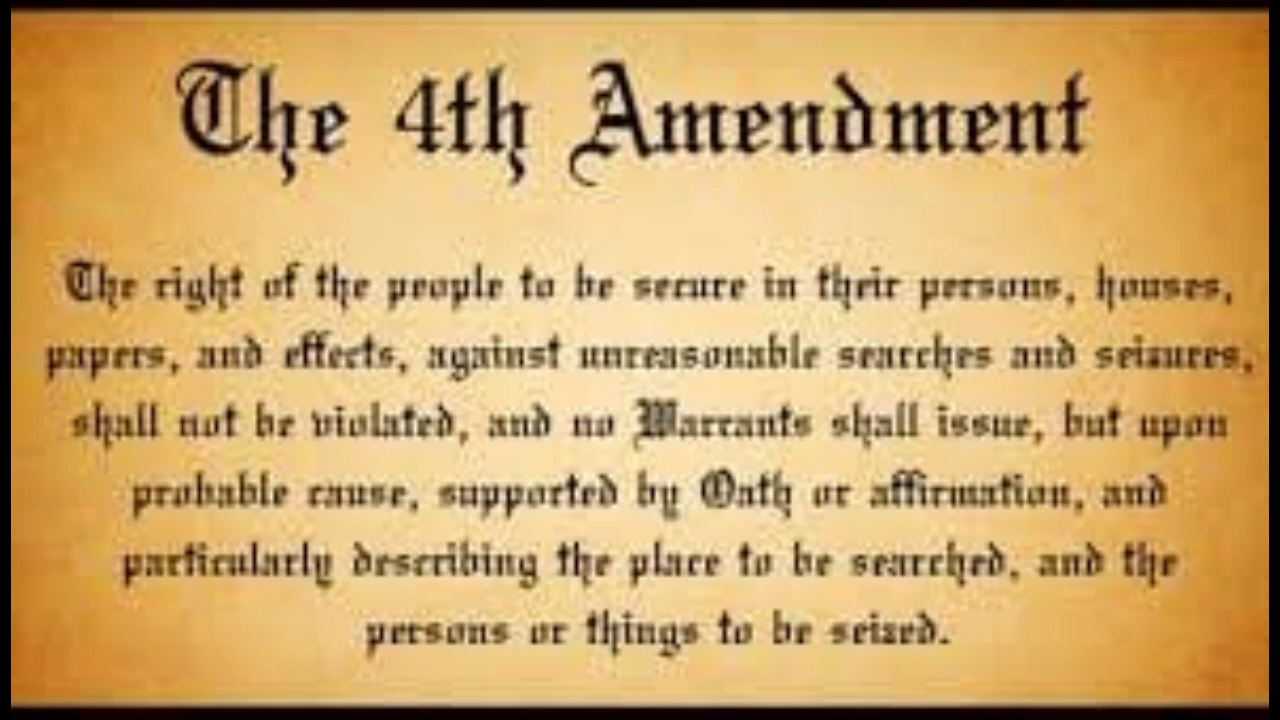 The 4th Amendment
The right of the people to be secure in their persons, houses,
papers, and effects, against unreasonable searches and seizures,
shall not be violated, and no Warrants shall issue, but upon
probable cause, supported by Oath or affirmation, and
particularly describing the place to be searched, and the
persons or things to be seized.